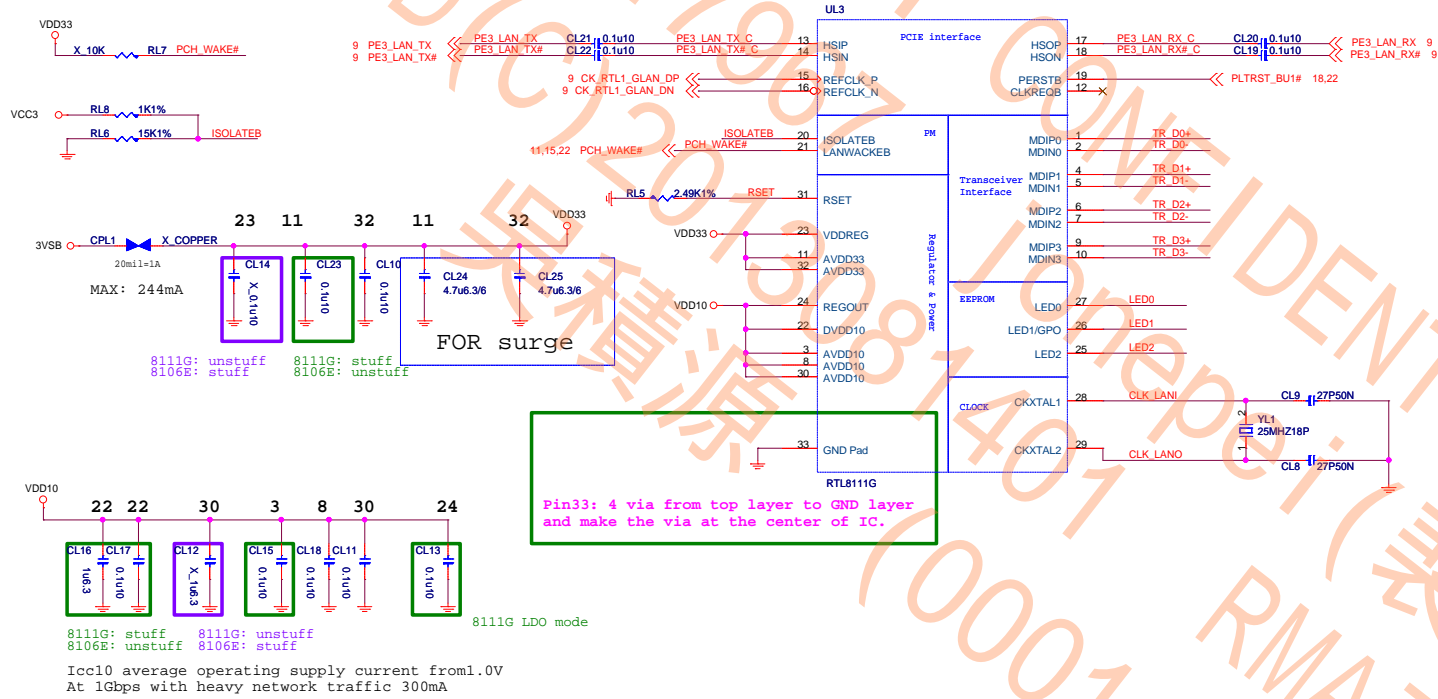 VDD33
X_10K RL7 PCH_WAKE#
VCC3
RL8 1K1%
RL6 15K1% ISOLATEB
23 11 32 11 32
VDD33
3VSB CPL1 X_COPPER
20mil=1A
MAX: 244mA
CL14 X_0.1u10
CL23 0.1u10
CL10 0.1u10
CL24 4.7u6.3/6
CL25 4.7u6.3/6
FOR surge
8111G: unstuff
8106E: stuff
8111G: stuff
8106E: unstuff
VDD10
22 22 30 3 8 30 24
CL16 1u6.3
CL17 0.1u10
CL12 X_1u6.3
CL15 0.1u10
CL18 0.1u10
CL11 0.1u10
CL13 0.1u10
8111G LDO mode
8111G: stuff
8106E: unstuff
8111G: unstuff
8106E: stuff
Icc10 average operating supply current from1.0V
At 1Gbps with heavy network traffic 300mA
UL3
PCIE interface
9 PE3_LAN_TX PE3_LAN_TX CL21 0.1u10 PE3_LAN_TX_C 13 HSIP
9 PE3_LAN_TX# PE3_LAN_TX# CL22 0.1u10 PE3_LAN_TX#_C 14 HSIN
9 CK_RTL1_GLAN_DP 15 REFCLK_P
9 CK_RTL1_GLAN_DN 16 REFCLK_N
HSOP 17 PE3_LAN_RX_C CL20 0.1u10 PE3_LAN_RX 9
HSON 18 PE3_LAN_RX#_C CL19 0.1u10 PE3_LAN_RX# 9
PERSTB 19 PLTRST_BU1# 18,22
CLKREQB 12
PM
ISOLATEB 20 ISOLATEB
11,15,22 PCH_WAKE# PCH_WAKE# 21 LANWACKEB
Transceiver
Interface
MDIP0 1 TR_D0+
MDIN0 2 TR_D0-
MDIP1 4 TR_D1+
MDIN1 5 TR_D1-
MDIP2 6 TR_D2+
MDIN2 7 TR_D2-
MDIP3 9 TR_D3+
MDIN3 10 TR_D3-
RL5 2.49K1% RSET 31 RSET
Regulator & Power
VDD33 23 VDDREG
11 AVDD33
32 AVDD33
VDD10 24 REGOUT
22 DVDD10
3 AVDD10
8 AVDD10
30 AVDD10
EEPROM
LED0 27 LED0
LED1/GPO 26 LED1
LED2 25 LED2
CLOCK
CKXTAL1 28 CLK_LANI
CKXTAL2 29 CLK_LANO
CL9 27P50N
2 YL1
25MHZ18P
1
CL8 27P50N
33 GND Pad
RTL8111G
Pin33: 4 via from top layer to GND layer
and make the via at the center of IC.
CONFIDENT
7967
(C)2013081401
吳積源
jonepei(裴
(0001
RMA